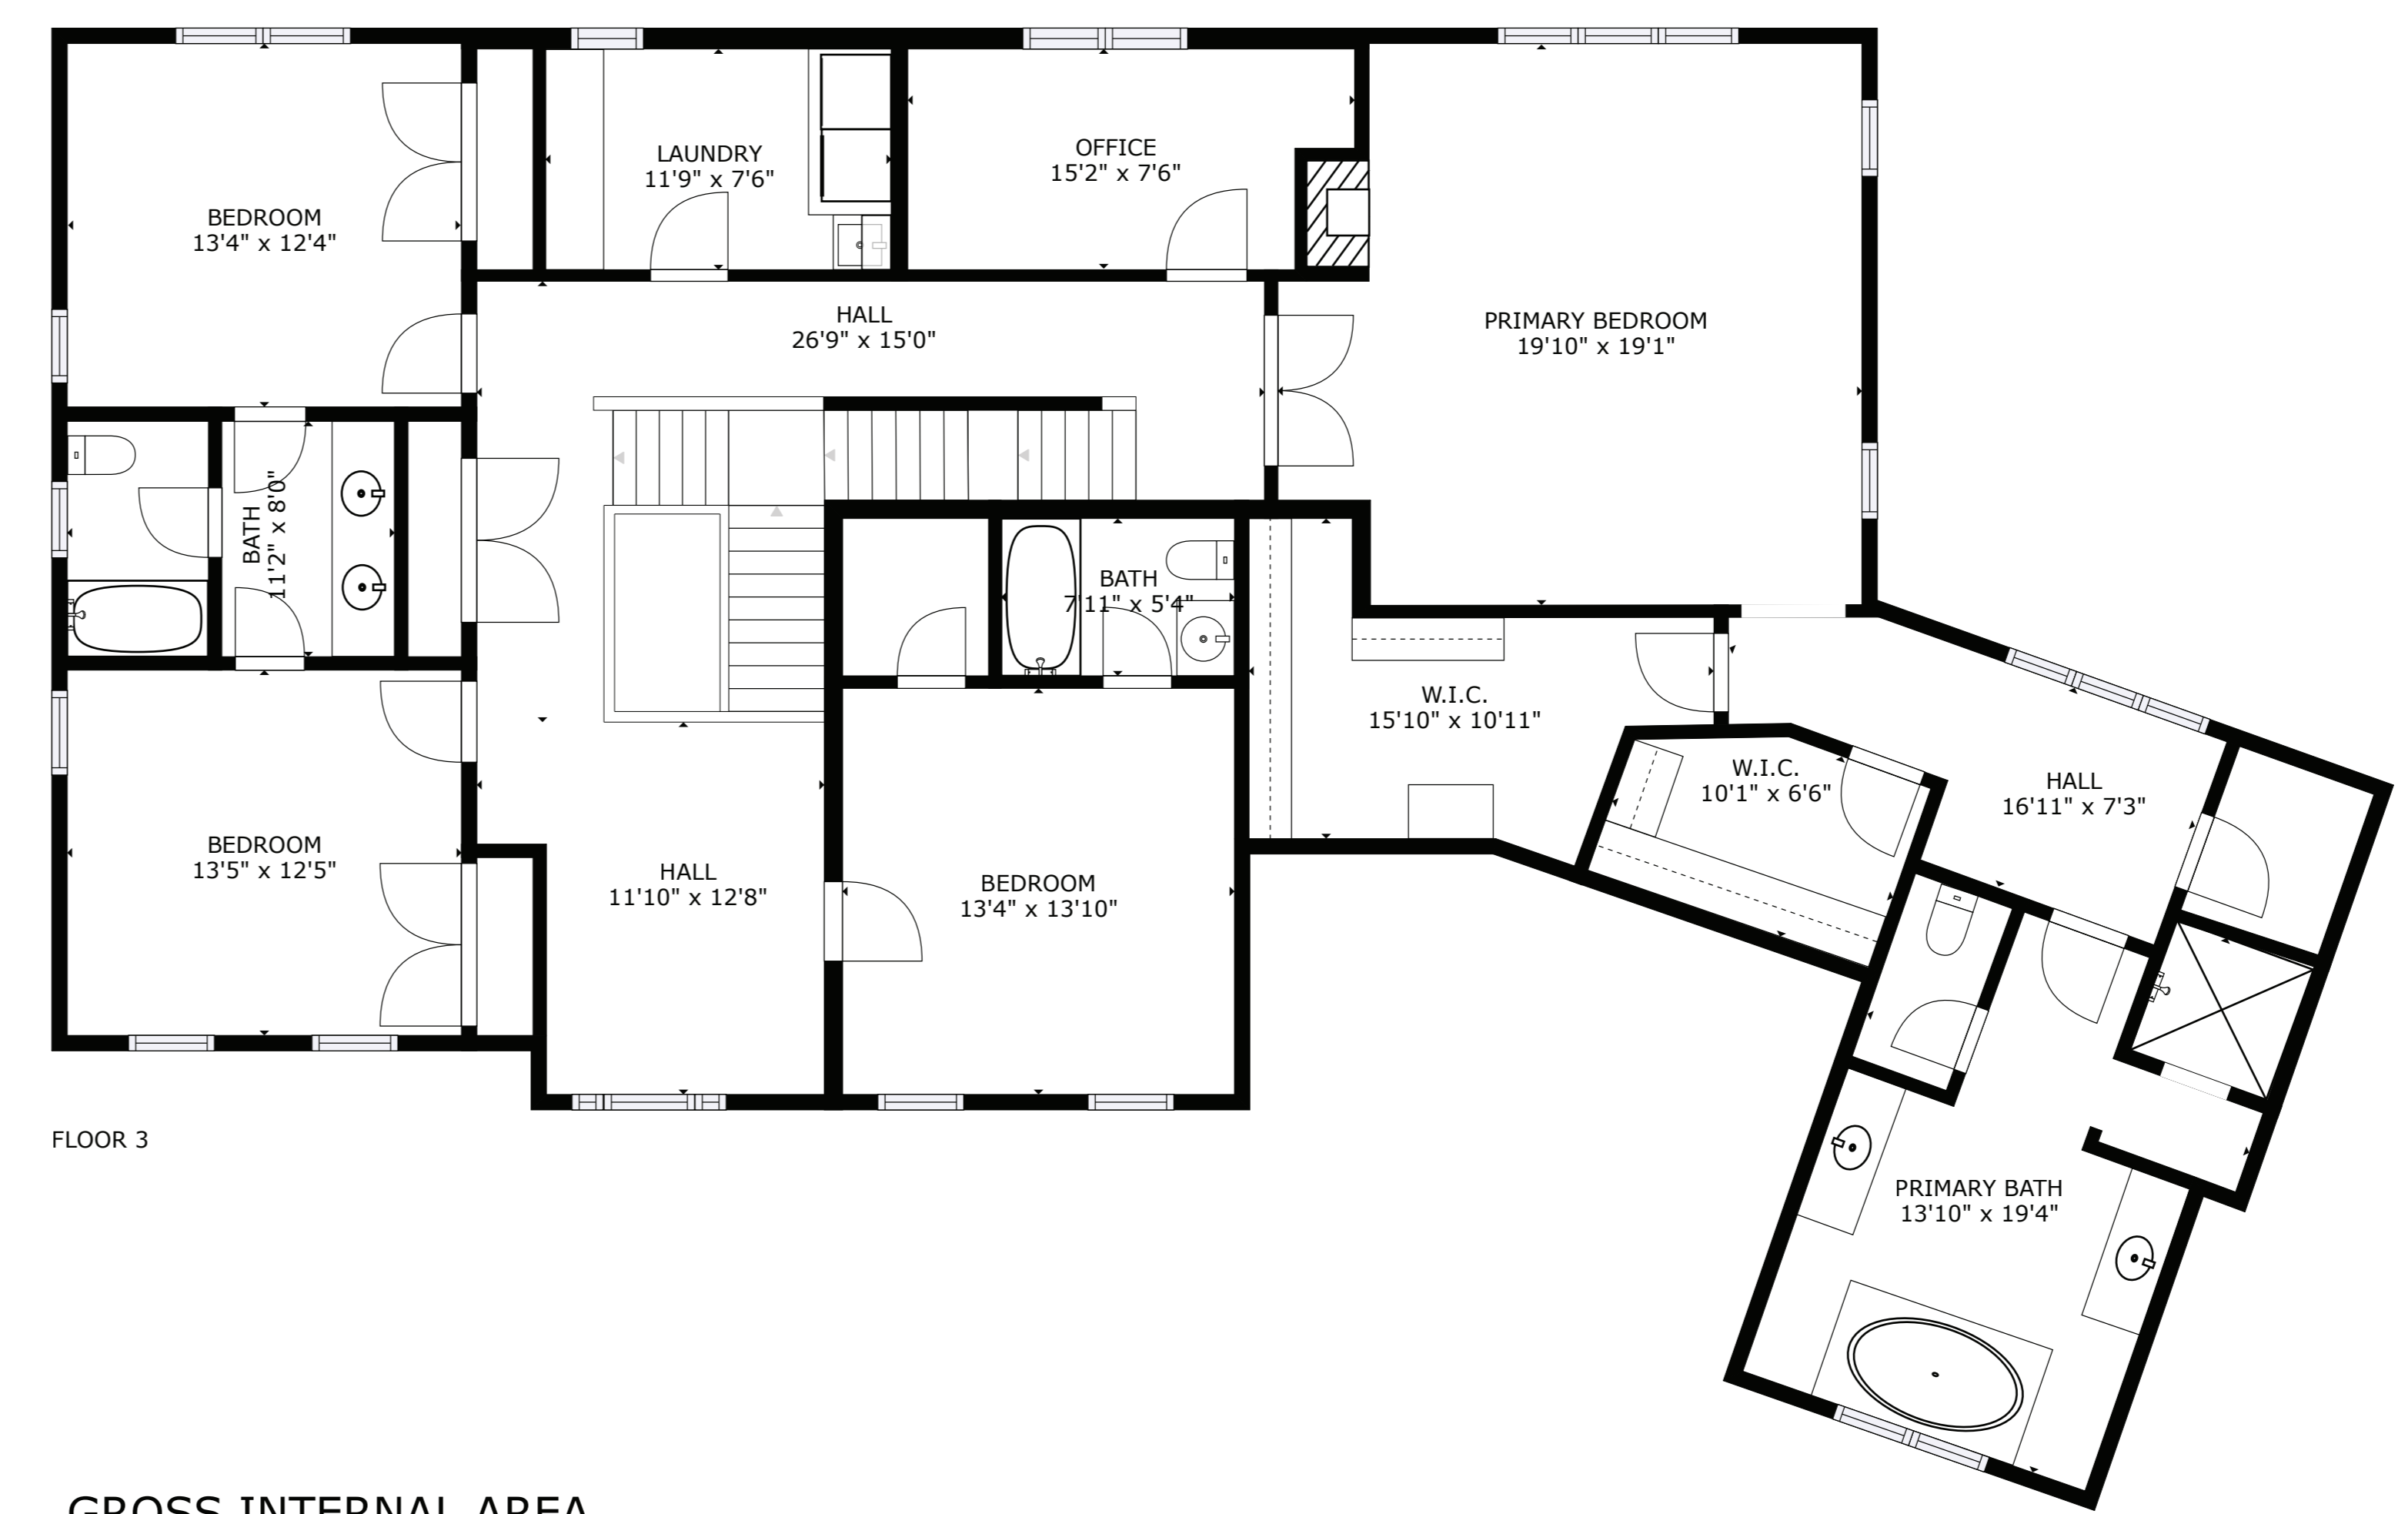 LAUNDRY
11'9" x 7'6"
OFFICE
15'2" x 7'6"
BEDROOM
13'4" x 12'4"
HALL
26'9" x 15'0"
PRIMARY BEDROOM
19'10" x 19'1"
BATH
11'2" x 8'0"
BATH
7'11" x 5'4"
W.I.C.
15'10" x 10'11"
W.I.C.
10'1" x 6'6"
HALL
16'11" x 7'3"
BEDROOM
13'5" x 12'5"
HALL
11'10" x 12'8"
BEDROOM
13'4" x 13'10"
FLOOR 3
PRIMARY BATH
13'10" x 19'4"
GROSS INTERNAL AREA